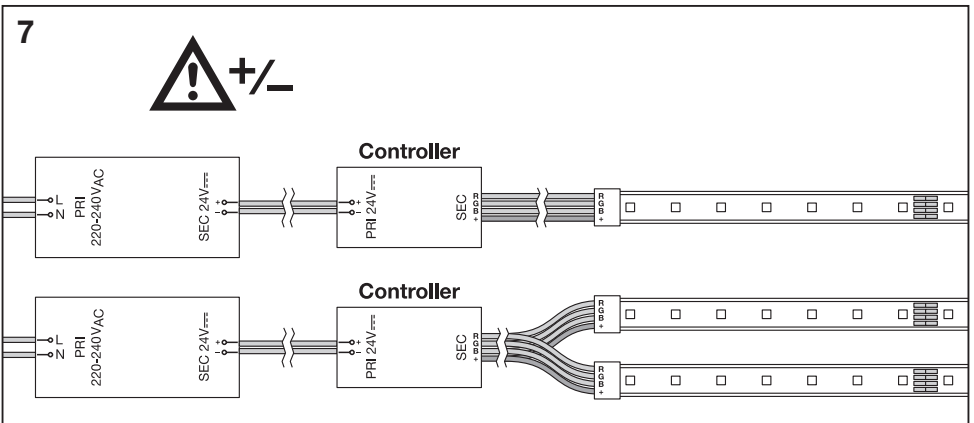 7
+/–
Controller
L
N
PRI
220-240VAC
SEC 24V
+
–
+
–
PRI 24V
SEC
R
G
B
+
R
G
B
+
Controller
L
N
PRI
220-240VAC
SEC 24V
+
–
+
–
PRI 24V
SEC
R
G
B
+
R
G
B
+
R
G
B
+